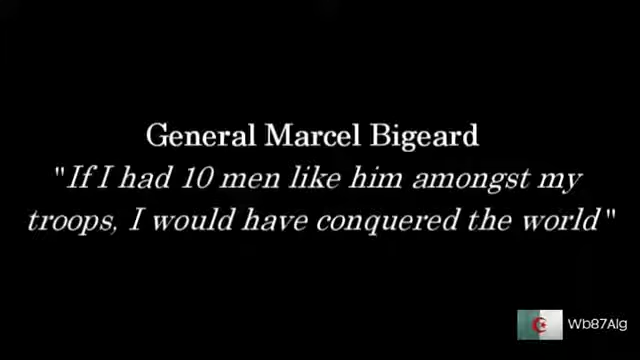 General Marcel Bigeard
"If I had 10 men like him amongst my
troops, I would have conquered the world"
Wb87Alg